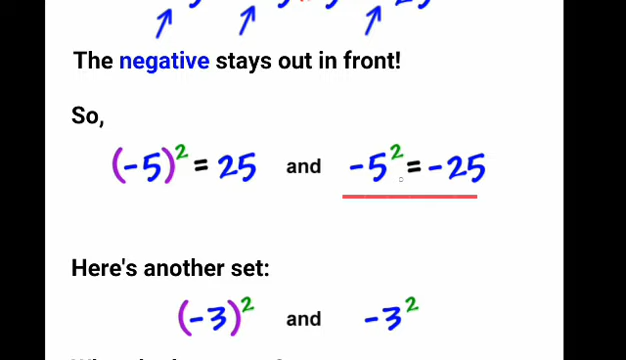 The negative stays out in front!
So,
(-5)² = 25 and -5² = -25
Here's another set:
(-3)² and -3²